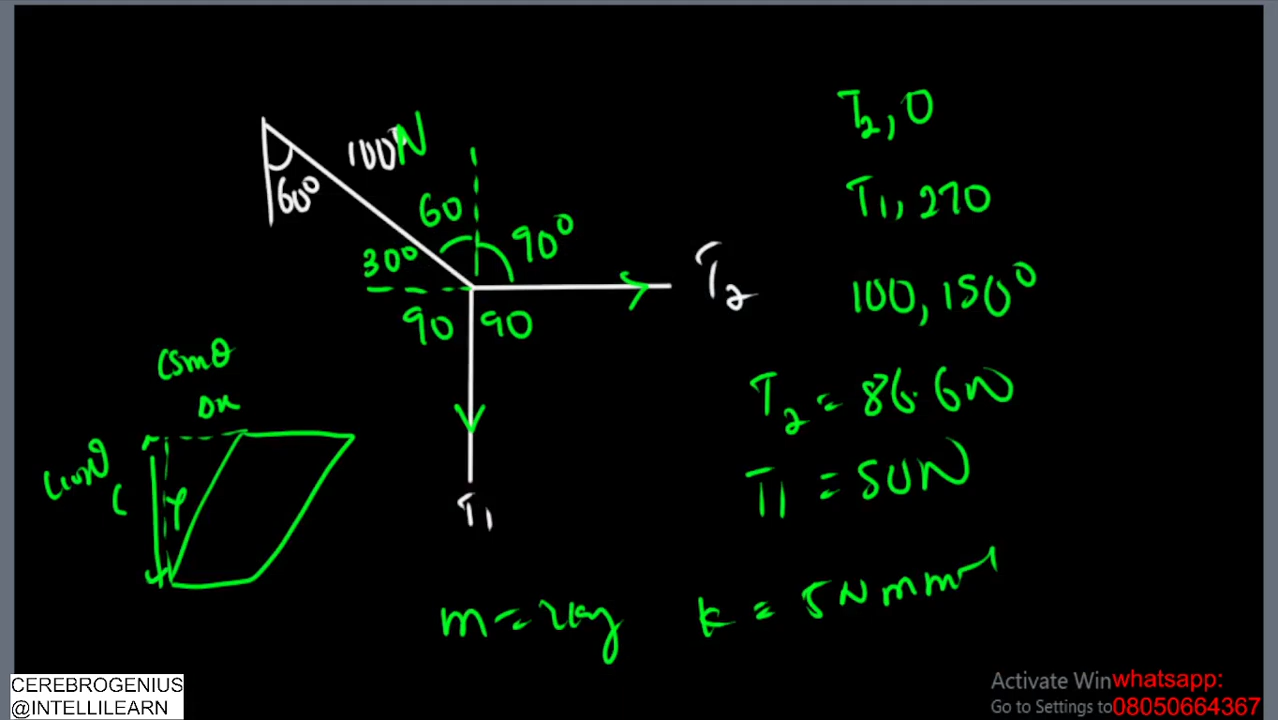 100N
60°
60
90°
30°
90
90
T₂
T₁
T₂, 0
T₁, 270
100, 150°
T₂ = 86.6N
T1 = 50N
Δx
m = 2kg
k = 5Nmm⁻¹
Activate Win
Go to Settings to
whatsapp:
08050664367
CEREBROGENIUS
@INTELLILEARN